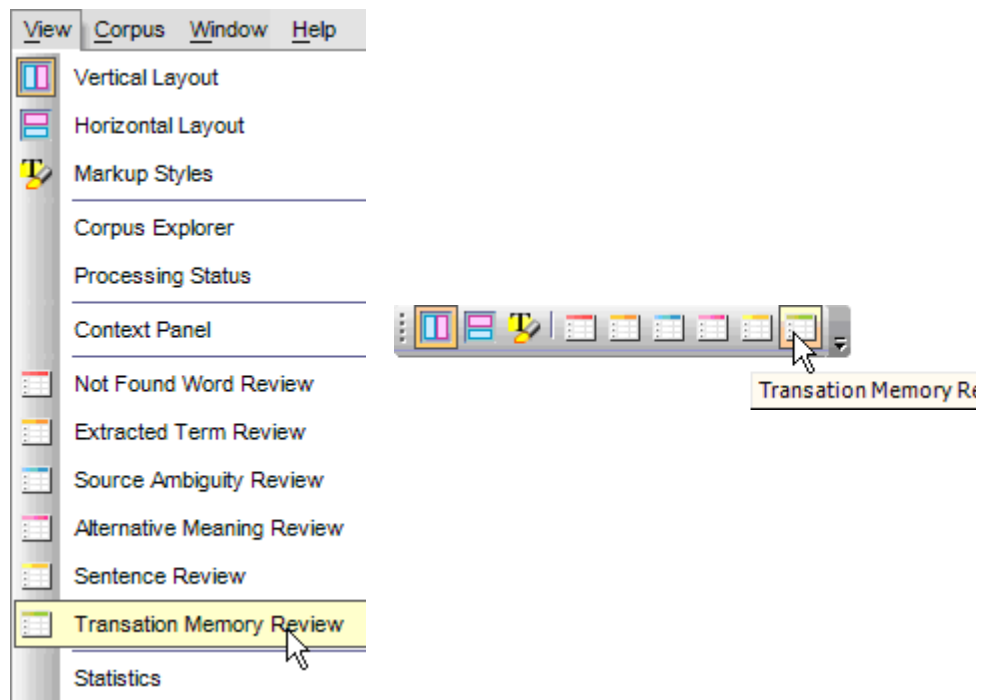 View Corpus Window Help
Vertical Layout
Horizontal Layout
Markup Styles
Corpus Explorer
Processing Status
Context Panel
Not Found Word Review
Extracted Term Review
Source Ambiguity Review
Alternative Meaning Review
Sentence Review
Transation Memory Review
Statistics
Transation Memory Re